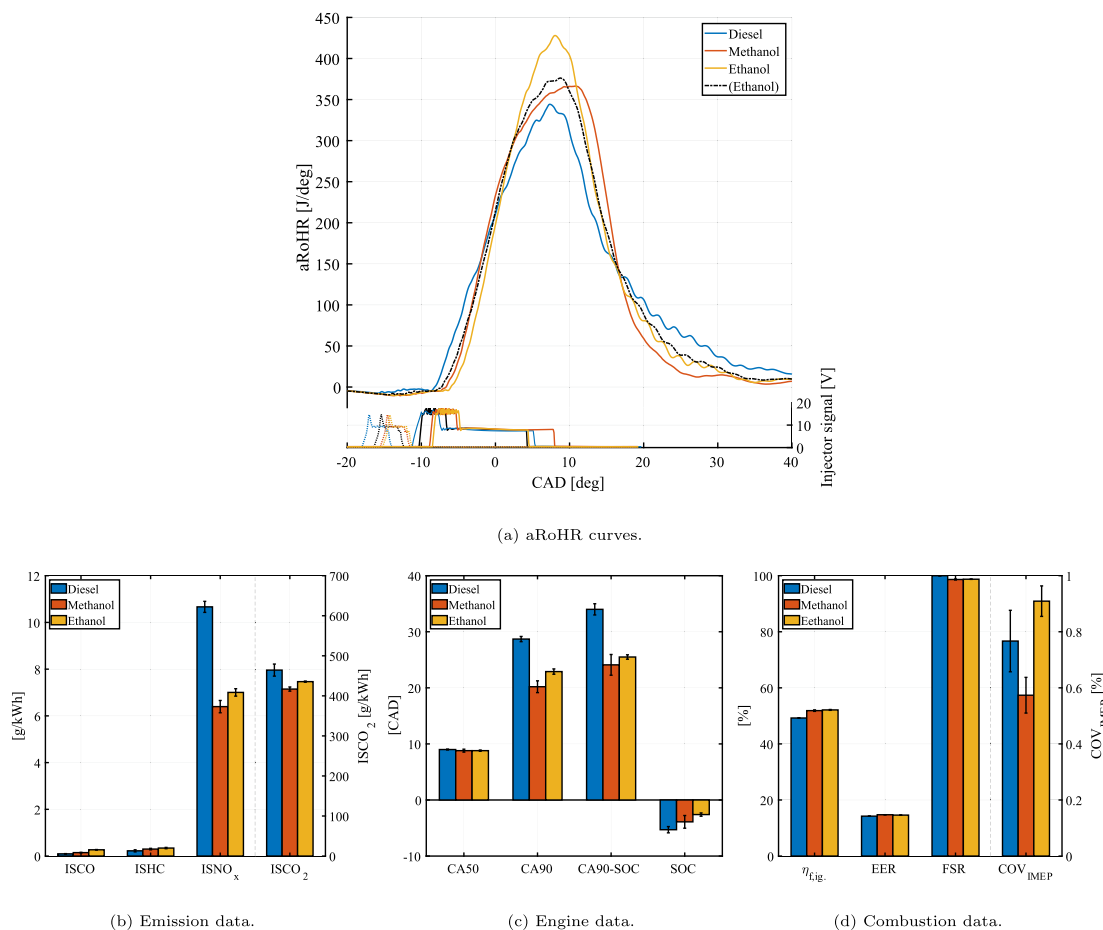 450
400
350
300
250
200
150
100
50
0
aRoHR [J/deg]
Diesel
Methanol
Ethanol
(Ethanol)
20
10
0
Injector signal [V]
-20
-10
0
10
20
30
40
CAD [deg]
(a) aRoHR curves.
12
10
8
6
4
2
0
[g/kWh]
Diesel
Methanol
Ethanol
700
600
500
400
300
200
100
0
ISCO2 [g/kWh]
ISCO
ISHC
ISNOx
ISCO2
(b) Emission data.
40
30
20
10
0
-10
[CAD]
Diesel
Methanol
Ethanol
CA50
CA90
CA90-SOC
SOC
(c) Engine data.
100
80
60
40
20
0
[%]
Diesel
Methanol
Eethanol
1
0.8
0.6
0.4
0.2
0
COVIMEP [%]
ηf,ig.
EER
FSR
COVIMEP
(d) Combustion data.